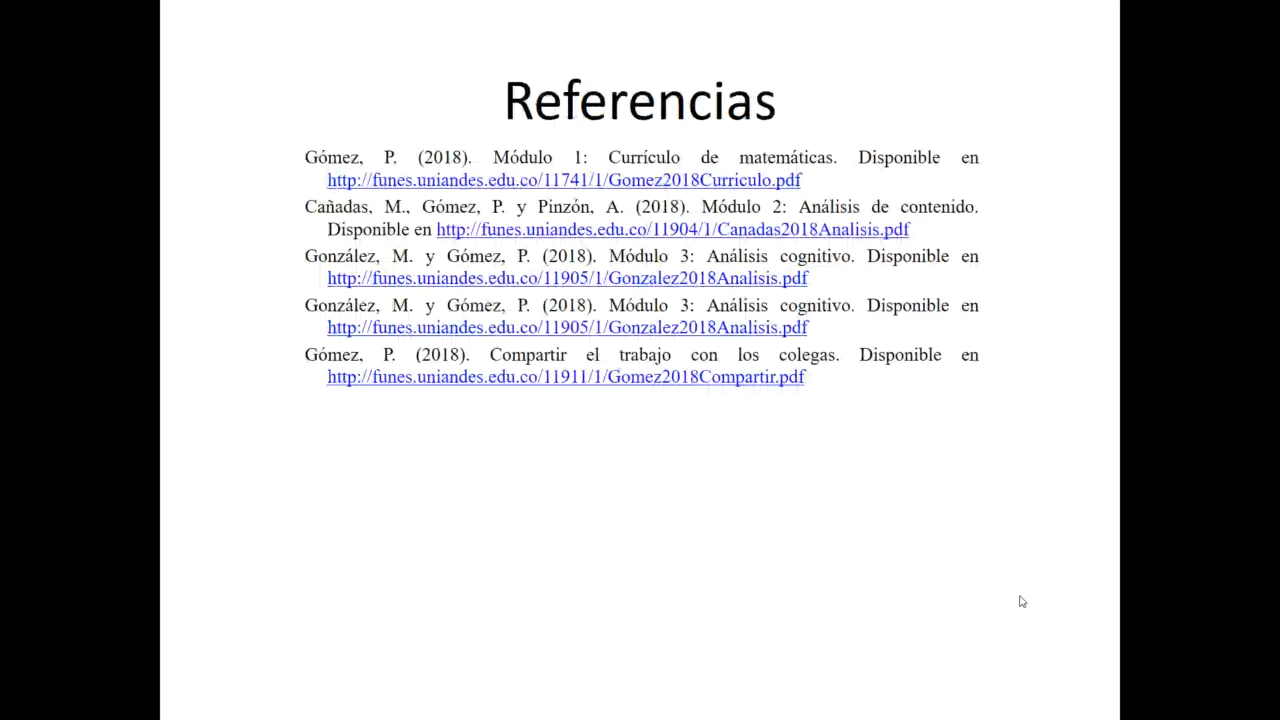 Referencias
Gómez, P. (2018). Módulo 1: Currículo de matemáticas. Disponible en
http://funes.uniandes.edu.co/11741/1/Gomez2018Curriculo.pdf
Cañadas, M., Gómez, P. y Pinzón, A. (2018). Módulo 2: Análisis de contenido.
Disponible en http://funes.uniandes.edu.co/11904/1/Canadas2018Analisis.pdf
González, M. y Gómez, P. (2018). Módulo 3: Análisis cognitivo. Disponible en
http://funes.uniandes.edu.co/11905/1/Gonzalez2018Analisis.pdf
González, M. y Gómez, P. (2018). Módulo 3: Análisis cognitivo. Disponible en
http://funes.uniandes.edu.co/11905/1/Gonzalez2018Analisis.pdf
Gómez, P. (2018). Compartir el trabajo con los colegas. Disponible en
http://funes.uniandes.edu.co/11911/1/Gomez2018Compartir.pdf